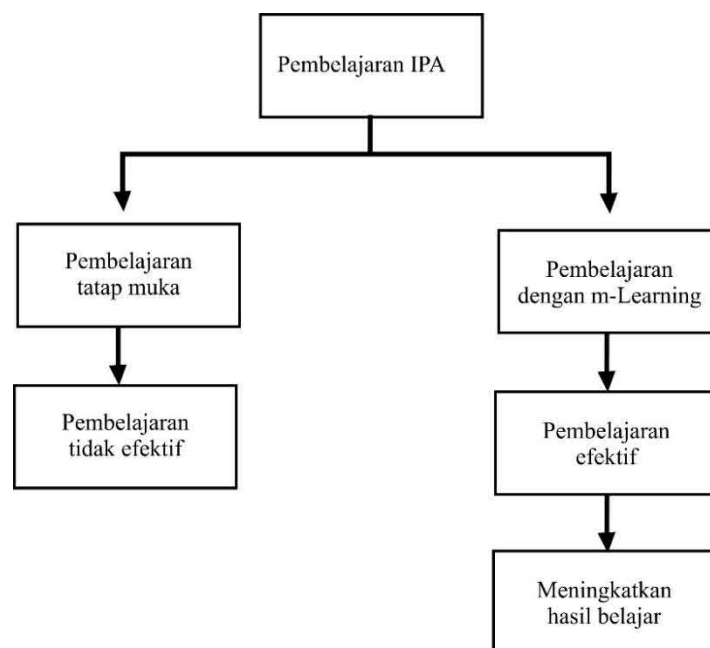 Pembelajaran IPA
Pembelajaran
tatap muka
Pembelajaran
tidak efektif
Pembelajaran
dengan m-Learning
Pembelajaran
efektif
Meningkatkan
hasil belajar